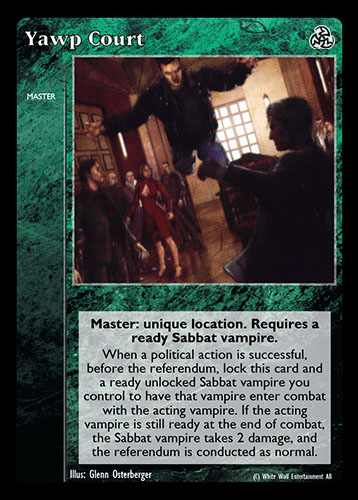 Yawp Court
MASTER
Master: unique location. Requires a
ready Sabbat vampire.
When a political action is successful,
before the referendum, lock this card and
a ready unlocked Sabbat vampire you
control to have that vampire enter combat
with the acting vampire. If the acting
vampire is still ready at the end of combat,
the Sabbat vampire takes 2 damage, and
the referendum is conducted as normal.
Illus: Glenn Osterberger
(C) White Wolf Entertainment AB